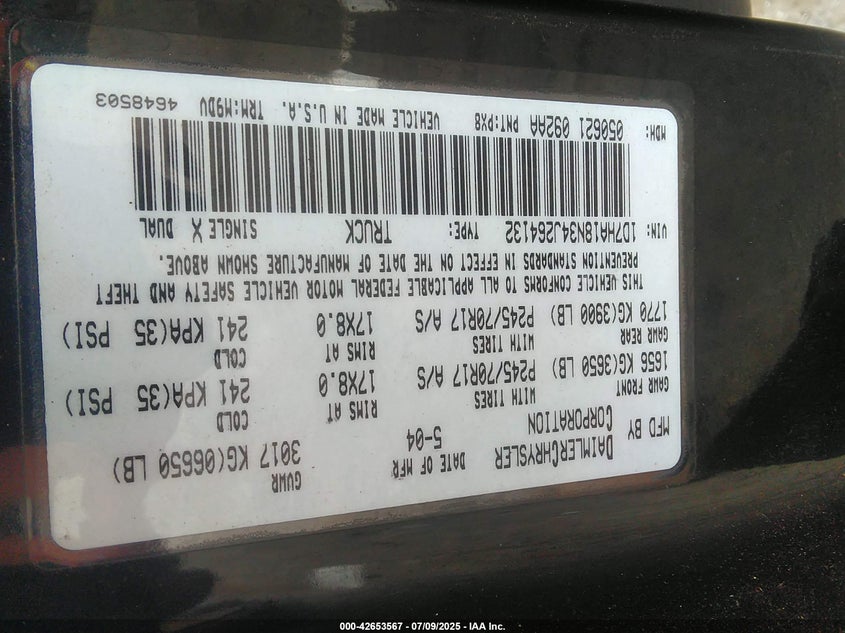 MFD BY DAIMLERCHRYSLER CORPORATION DATE OF MFR 5-04 GVWR 3017 KG(06650 LB)
GAWR FRONT 1656 KG(3650 LB) WITH TIRES P245/70R17 A/S RIMS AT 17X8.0 COLD 241 KPA(35 PSI)
GAWR REAR 1770 KG(3900 LB) WITH TIRES P245/70R17 A/S RIMS AT 17X8.0 COLD 241 KPA(35 PSI)
THIS VEHICLE CONFORMS TO ALL APPLICABLE FEDERAL MOTOR VEHICLE SAFETY AND THEFT
PREVENTION STANDARDS IN EFFECT ON THE DATE OF MANUFACTURE SHOWN ABOVE.
VIN: 1D7HA18N34J264132 TYPE: TRUCK SINGLE X DUAL
MDH: 050621 092AA PNT:PX8 VEHICLE MADE IN U.S.A. TRM:M9DV 4648503
000-42653567 - 07/09/2025 - IAA Inc.